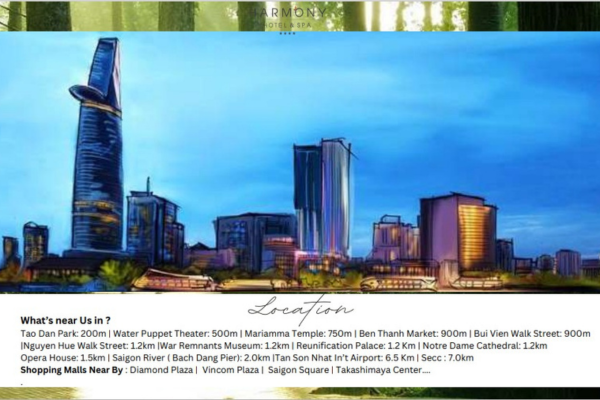 HARMONY
HOTEL & SPA
Location
What's near Us in ?
Tao Dan Park: 200m | Water Puppet Theater: 500m | Mariamma Temple: 750m | Ben Thanh Market: 900m | Bui Vien Walk Street: 900m
|Nguyen Hue Walk Street: 1.2km |War Remnants Museum: 1.2km | Reunification Palace: 1.2 Km | Notre Dame Cathedral: 1.2km
Opera House: 1.5km | Saigon River ( Bach Dang Pier): 2.0km |Tan Son Nhat In't Airport: 6.5 Km | Secc : 7.0km
Shopping Malls Near By : Diamond Plaza | Vincom Plaza | Saigon Square | Takashimaya Center....
.